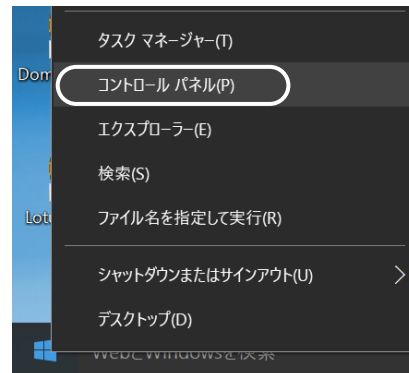 タスク マネージャー(T)
Dom
コントロール パネル(P)
エクスプローラー(E)
検索(S)
ファイル名を指定して実行(R)
Lotu
シャットダウンまたはサインアウト(U)
デスクトップ(D)
WebとWindowsを検索